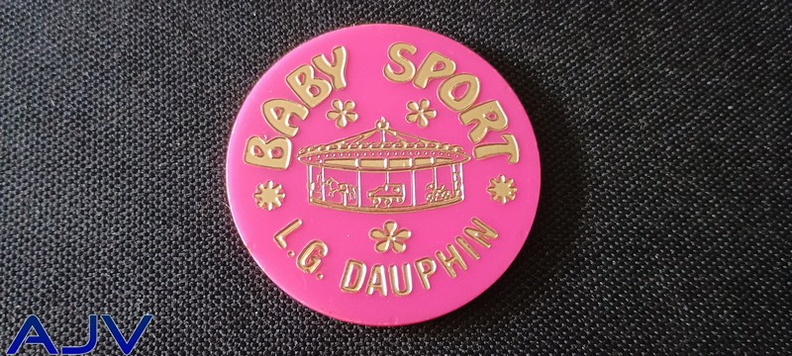 BABY SPORT
L.G. DAUPHIN
AJV